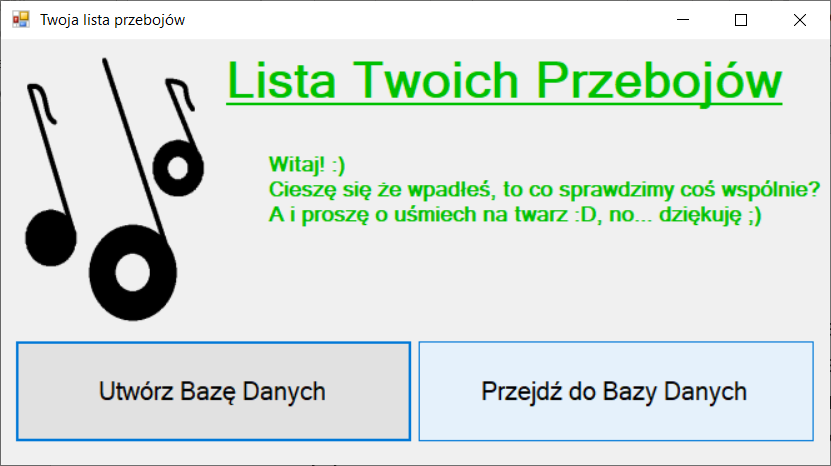 Twoja lista przebojów
Lista Twoich Przebojów
Witaj! :)
Cieszę się że wpadłeś, to co sprawdzimy coś wspólnie?
A i proszę o uśmiech na twarz :D, no... dziękuję ;)
Utwórz Bazę Danych
Przejdź do Bazy Danych